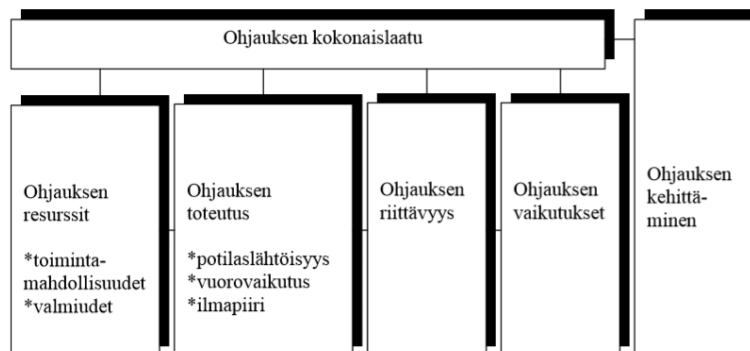 Ohjauksen kokonaislaatu
Ohjauksen
resurssit
*toiminta-
mahdollisuudet
*valmiudet
Ohjauksen
toteutus
*potilaslähtöisyys
*vuorovaikutus
*ilmapiiri
Ohjauksen
riittävyys
Ohjauksen
vaikutukset
Ohjauksen
kehittä-
minen